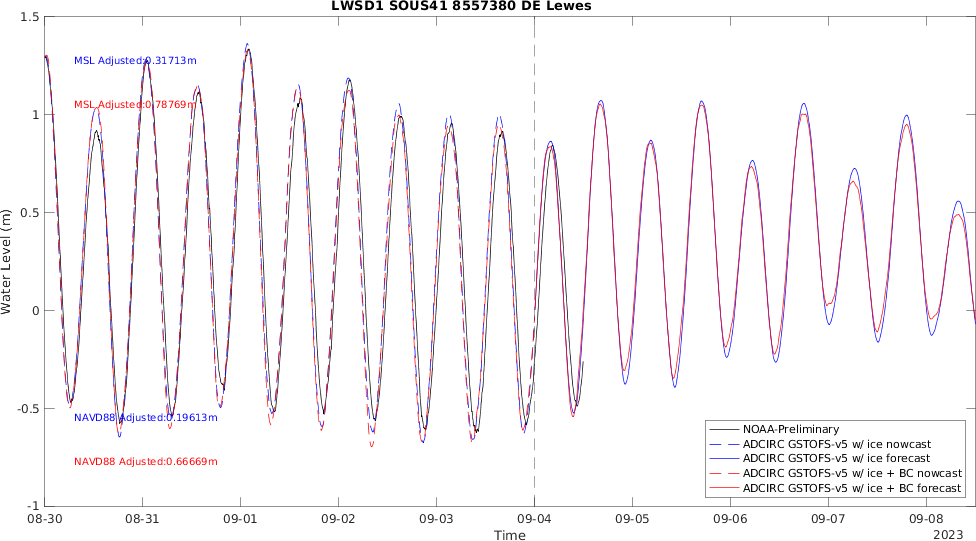 LWSD1 SOUS41 8557380 DE Lewes
1.5
1
0.5
0
-0.5
-1
Water Level (m)
MSL Adjusted:0.31713m
MSL Adjusted:0.78769m
NAVD88 Adjusted:0.19613m
NAVD88 Adjusted:0.66669m
NOAA-Preliminary
ADCIRC GSTOFS-v5 w/ ice nowcast
ADCIRC GSTOFS-v5 w/ ice forecast
ADCIRC GSTOFS-v5 w/ ice + BC nowcast
ADCIRC GSTOFS-v5 w/ ice + BC forecast
08-30 08-31 09-01 09-02 09-03 09-04 09-05 09-06 09-07 09-08
Time
2023